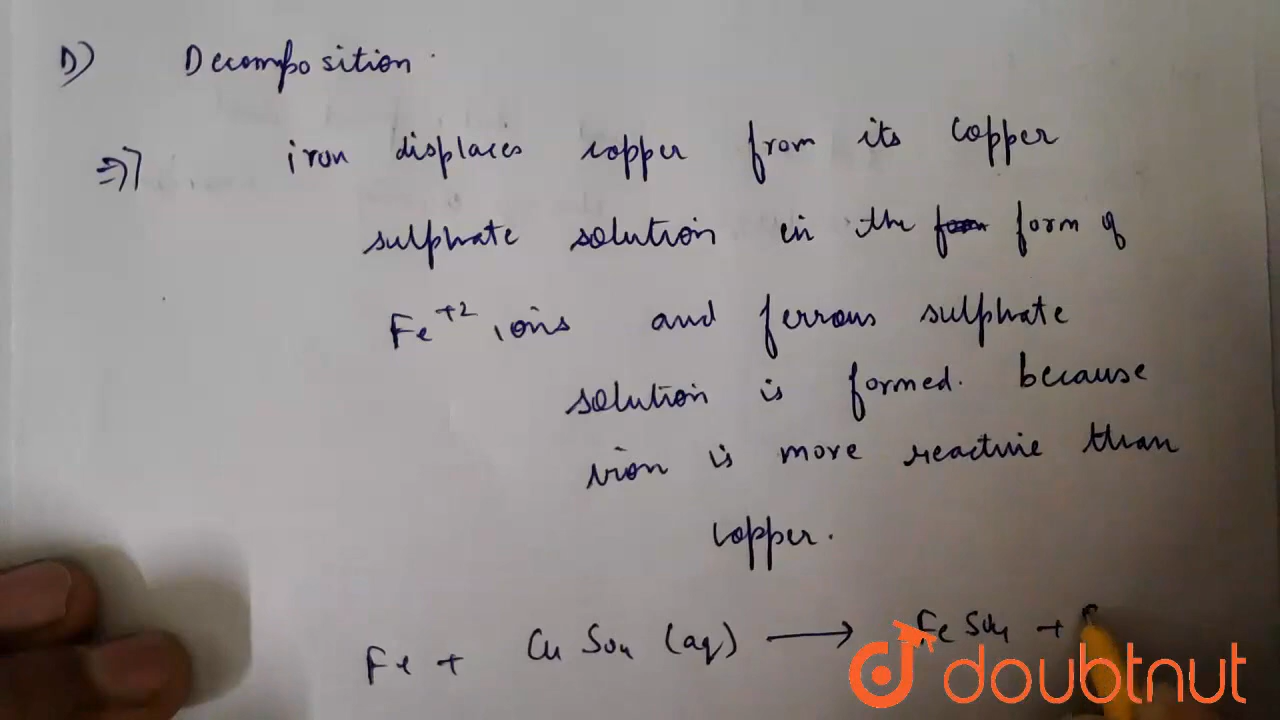 D) Decomposition.
⇒ iron displaces copper from its copper
sulphate solution in the form of
Fe+2 ions and ferrous sulphate
solution is formed. because
iron is more reactive than
copper.
Fe + CuSO4 (aq) → FeSO4 +
doubtnut